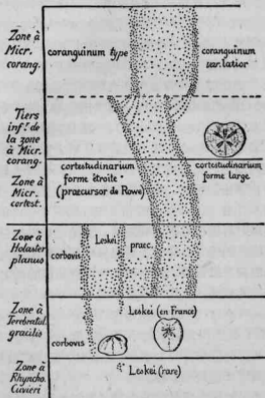 Zone à
Micr.
corang.
coranguinum type
coranguinum
var. latior
Tiers
inf.r de
la zone
à Micr.
corang.
cortestudinarium
forme étroite
(praecursor de Rowe)
cortestudinarium
forme large
Zone à
Micr.
cortest.
Zone à
Holaster
planus
corbovis
Leskei
praec.
Zone à
Terebratul.
gracilis
Leskei (en France)
corbovis
Zone à
Rhyncho.
Cuvieri
Leskei (rare)